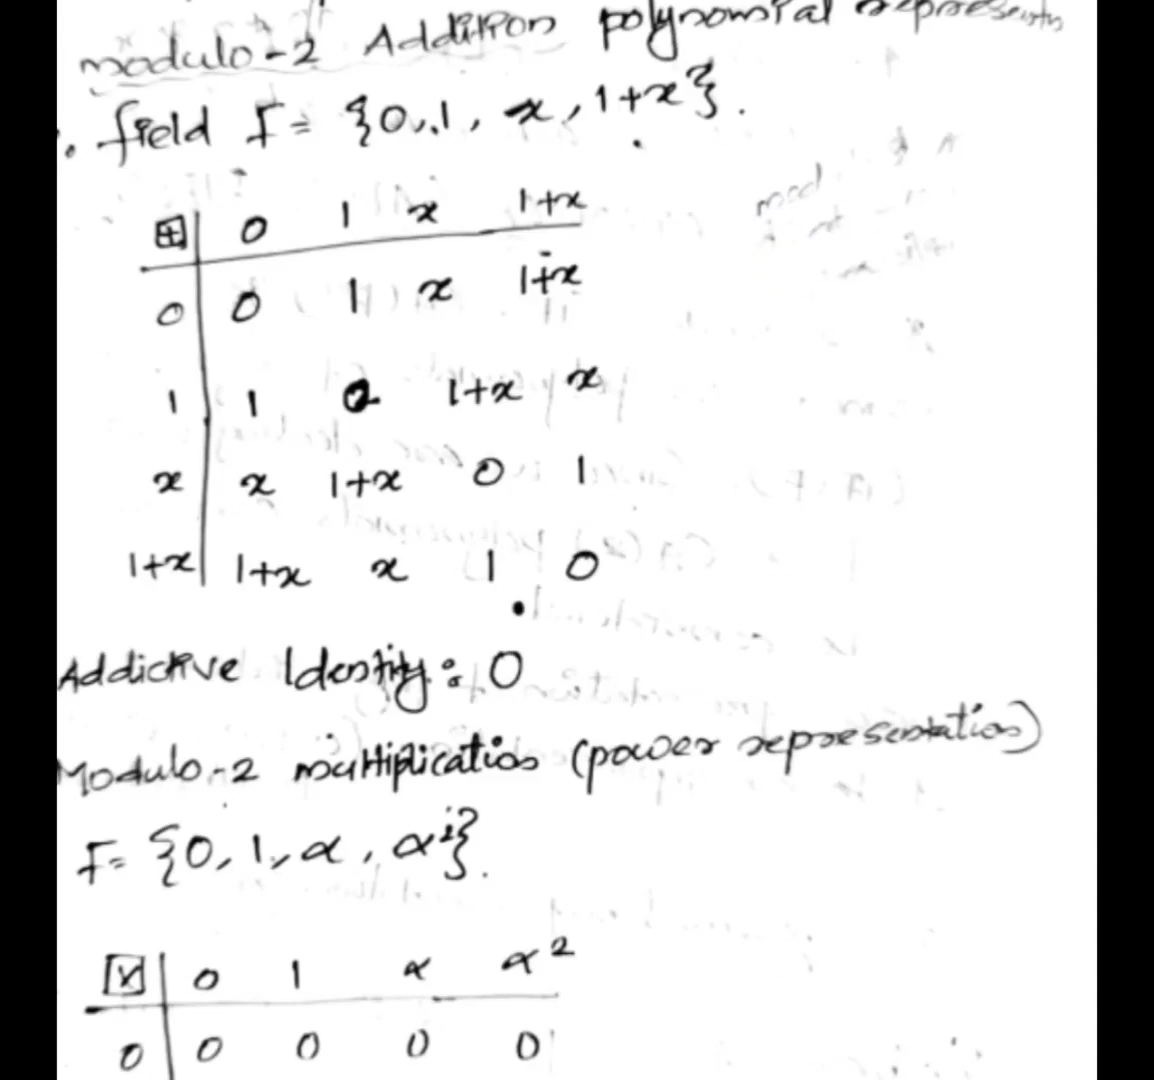 modulo-2 Addition polynomial
field F = {0,1, x, 1+x}.
⊞ 0 1 x 1+x
0 0 1 x 1+x
1 1 0 1+x x
x x 1+x 0 1
1+x 1+x x 1 0
Addictive Identity: 0
Modulo-2 multiplication (power representation)
F= {0, 1, α, α²}.
⊠ 0 1 α α²
0 0 0 0 0